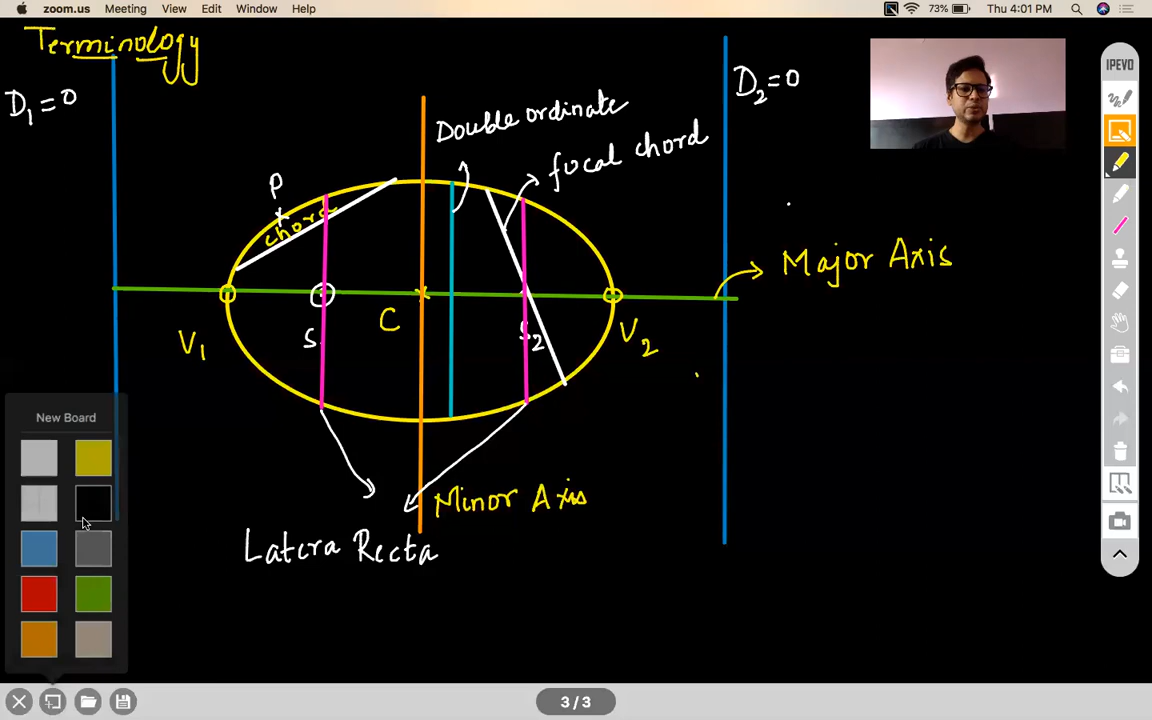 zoom.us Meeting View Edit Window Help
73% Thu 4:01 PM
Terminology
IPEVO
D₁=0
D₂=0
Double ordinate
focal chord
P
chord
Major Axis
C
S
S₂
V₁
V₂
New Board
Minor Axis
Latera Recta
3 / 3